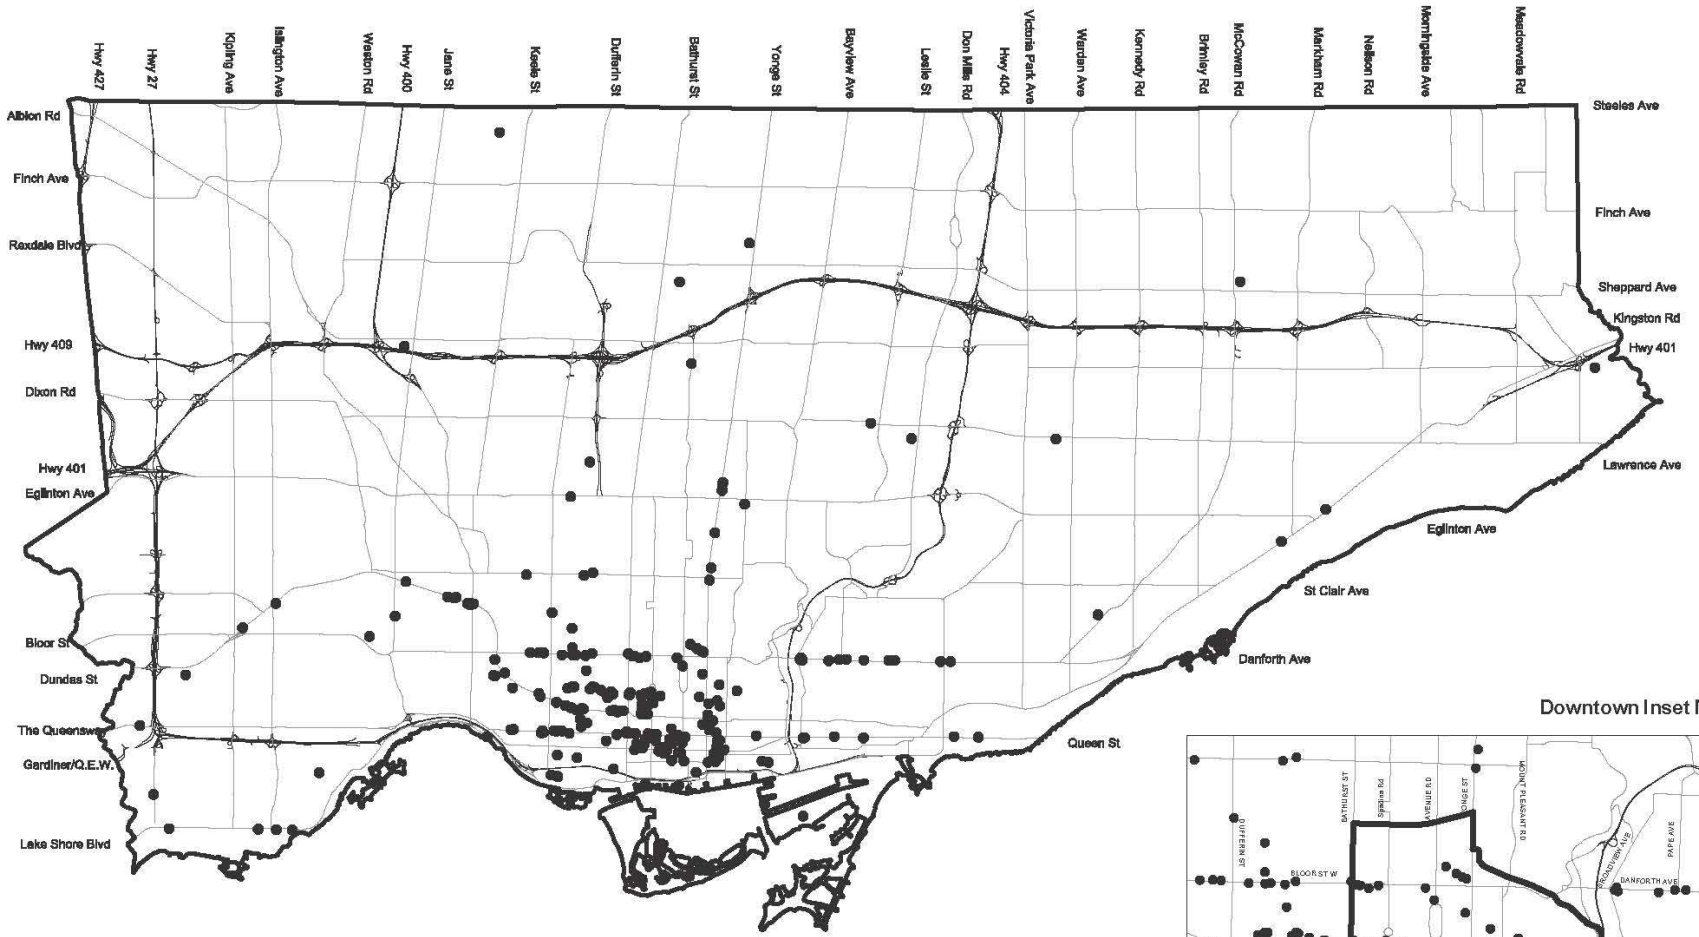 Hwy 427
Hwy 27
Kipling Ave
Islington Ave
Weston Rd
Hwy 400
Jane St
Keele St
Dufferin St
Bathurst St
Yonge St
Bayview Ave
Leslie St
Don Mills Rd
Hwy 404
Victoria Park Ave
Warden Ave
Kennedy Rd
Brimley Rd
McCowan Rd
Markham Rd
Neilson Rd
Morningside Ave
Meadowvale Rd
Albion Rd
Finch Ave
Rexdale Blvd
Hwy 409
Dixon Rd
Hwy 401
Eglinton Ave
Bloor St
Dundas St
The Queensway
Gardiner/Q.E.W.
Lake Shore Blvd
Steeles Ave
Finch Ave
Sheppard Ave
Kingston Rd
Hwy 401
Lawrence Ave
Eglinton Ave
St Clair Ave
Danforth Ave
Queen St
Downtown Inset
DUFFERIN ST
BATHURST ST
Spadina Rd
AVENUE RD
YONGE ST
MOUNT PLEASANT RD
BROADVIEW AVE
PAPE AVE
BLOOR ST W
DANFORTH AVE